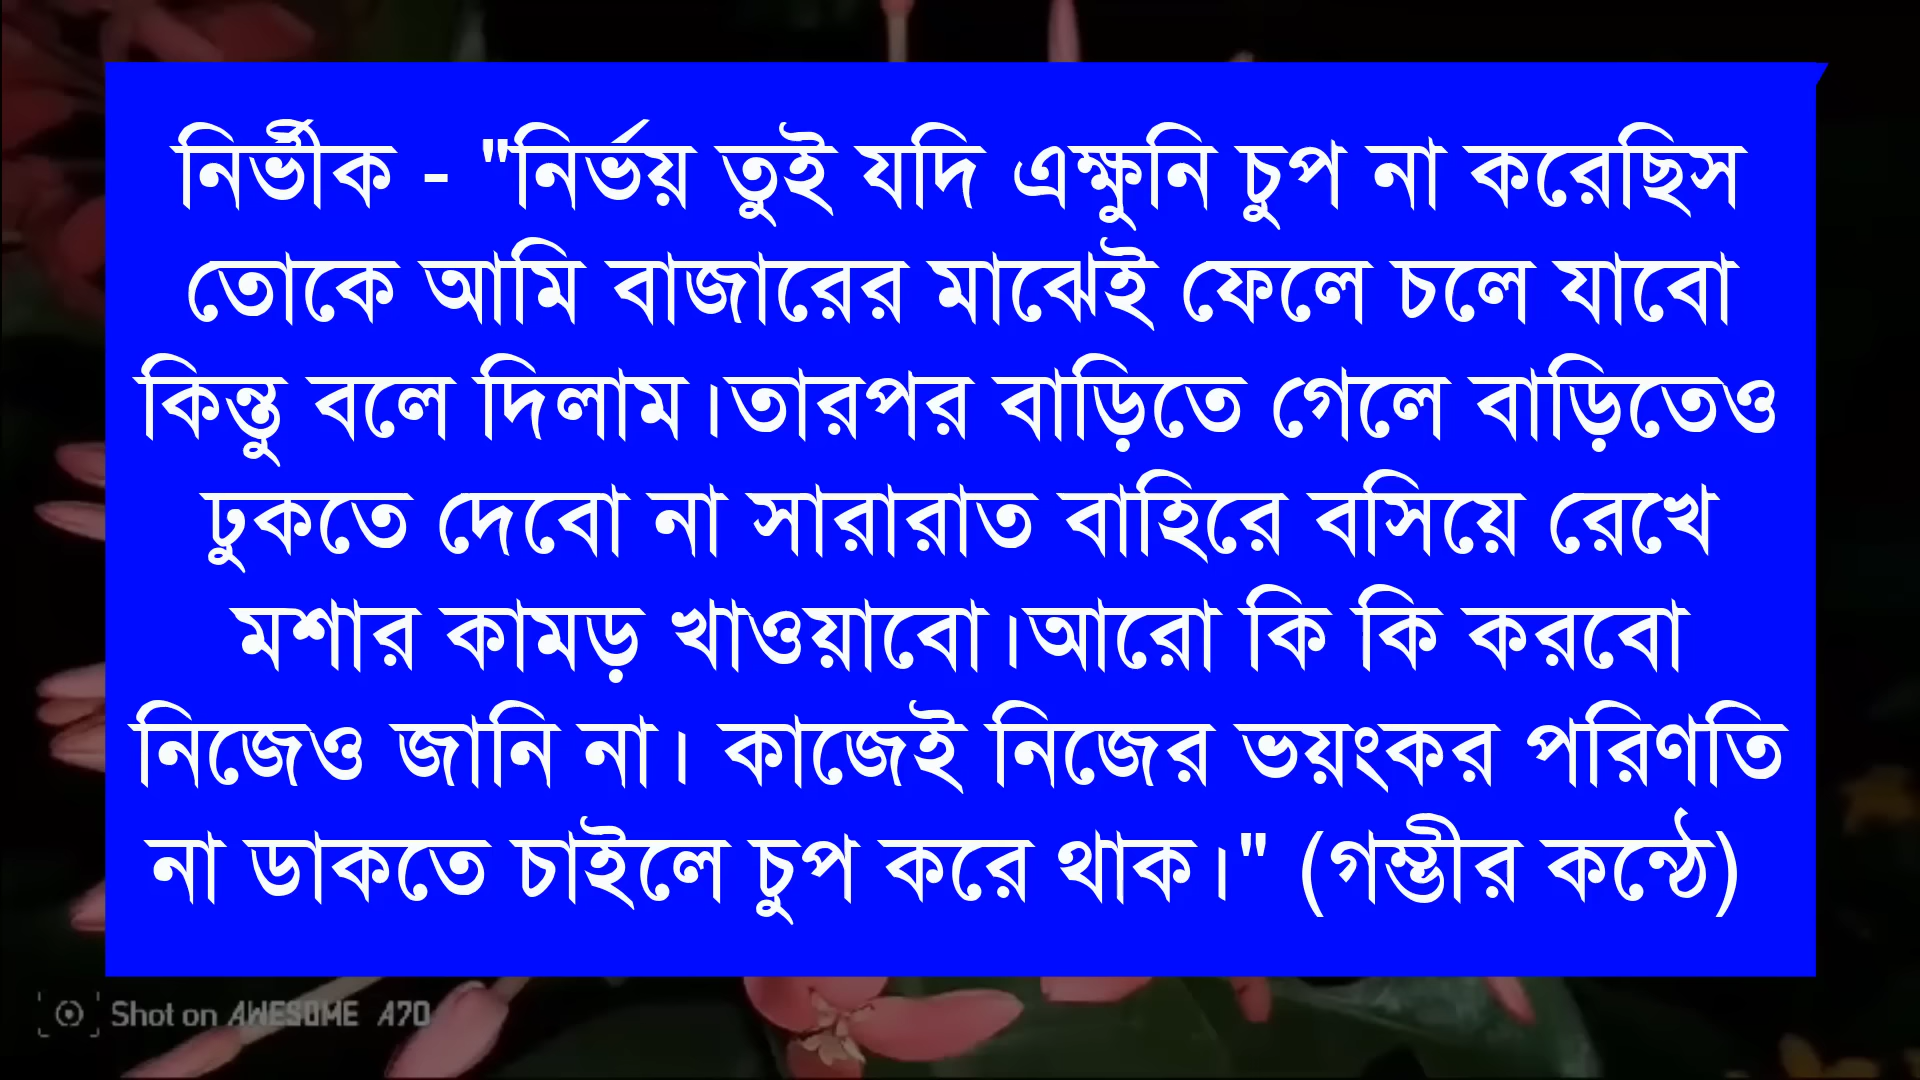 নির্ভীক - "নির্ভয় তুই যদি এক্ষুনি চুপ না করেছিস
তোকে আমি বাজারের মাঝেই ফেলে চলে যাবো
কিন্তু বলে দিলাম।তারপর বাড়িতে গেলে বাড়িতেও
ঢুকতে দেবো না সারারাত বাহিরে বসিয়ে রেখে
মশার কামড় খাওয়াবো।আরো কি কি করবো
নিজেও জানি না। কাজেই নিজের ভয়ংকর পরিণতি
না ডাকতে চাইলে চুপ করে থাক।" (গম্ভীর কন্ঠে)
Shot on AWESOME A70